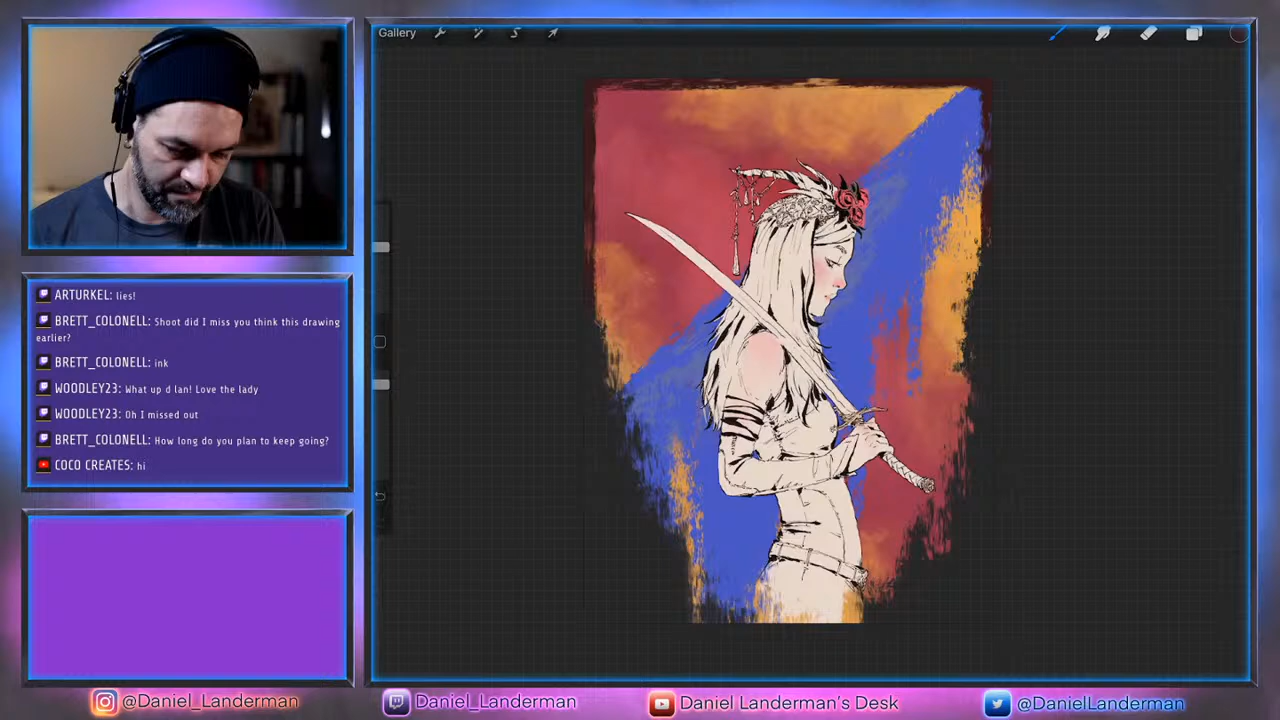 Gallery
ARTURKEL: lies!
BRETT_COLONELL: Shoot did I miss you think this drawing
earlier?
BRETT_COLONELL: ink
WOODLEY23: What up d lan! Love the lady
WOODLEY23: Oh I missed out
BRETT_COLONELL: How long do you plan to keep going?
COCO CREATES: hi
@Daniel_Landerman
Daniel_Landerman
Daniel Landerman's Desk
@DanielLanderman